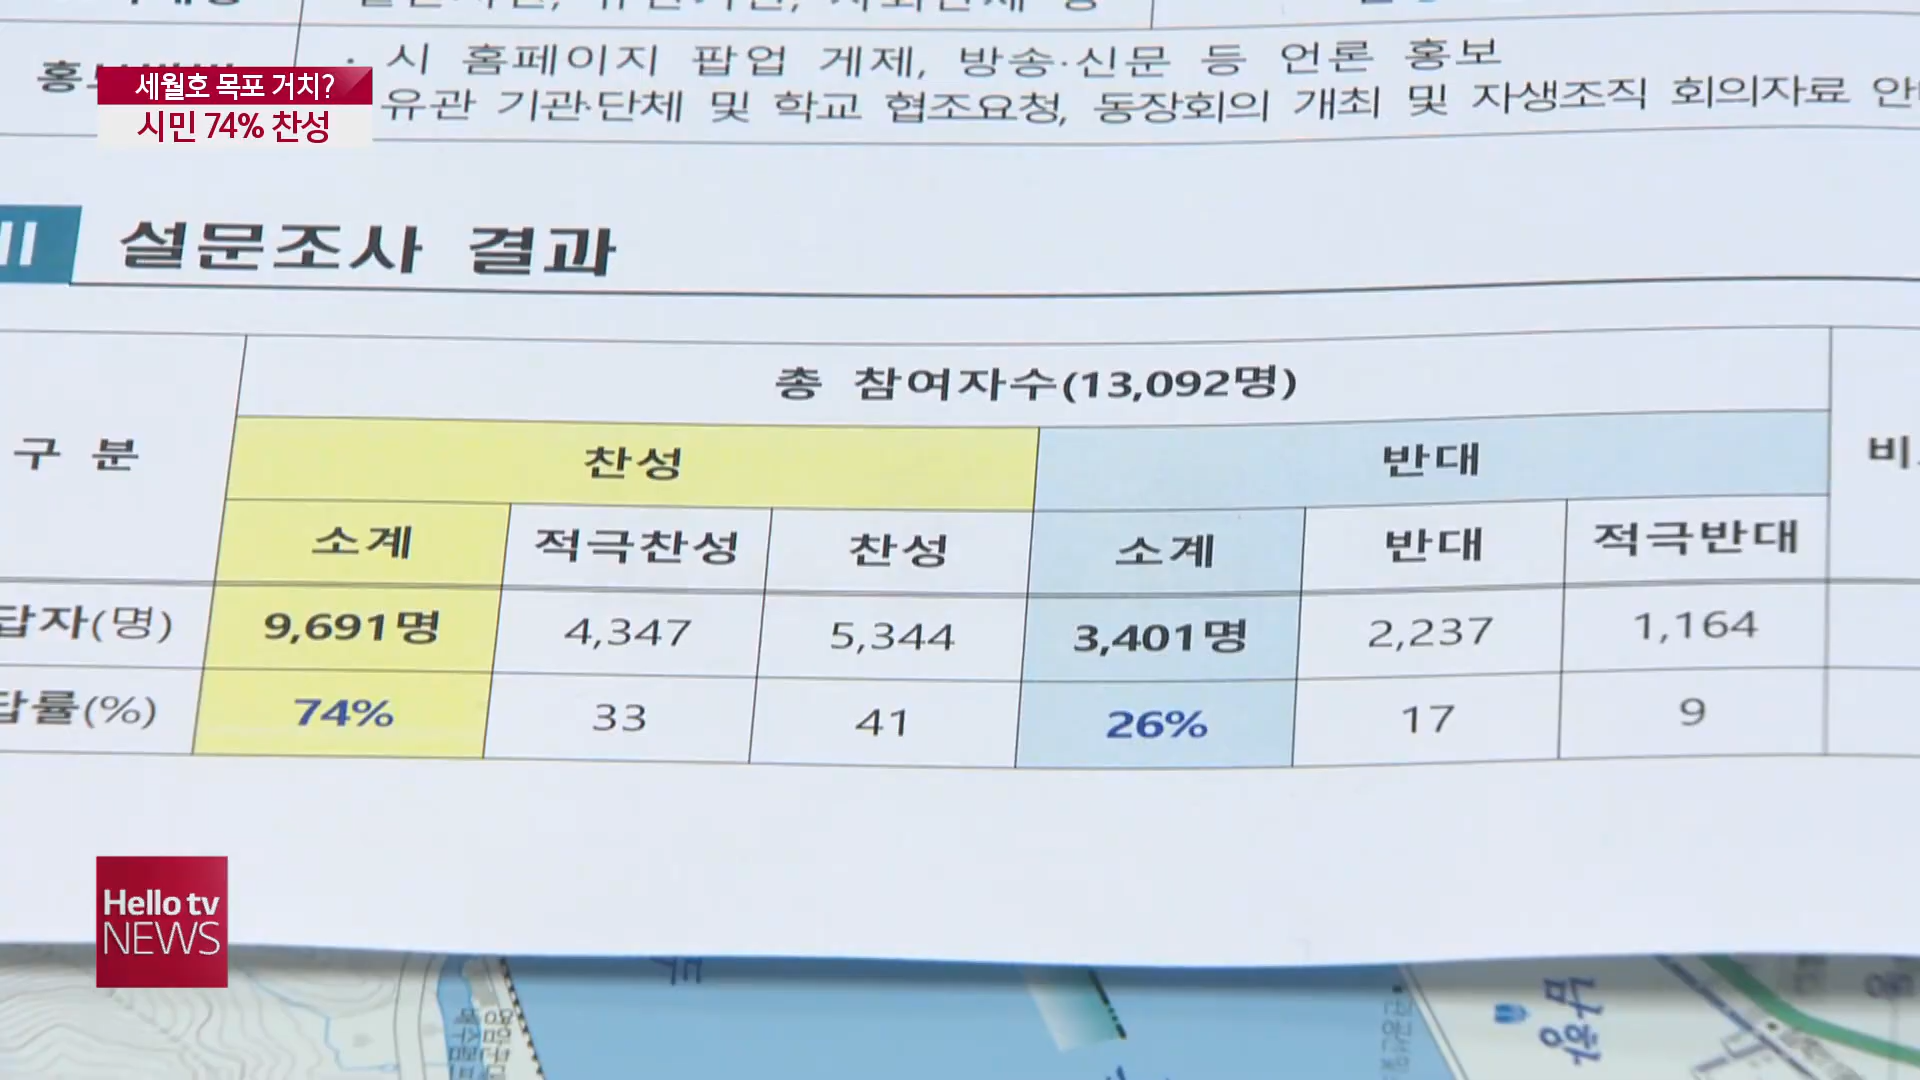 세월호 목포 거치?
시민 74% 찬성
· 시 홈페이지 팝업 게제, 방송·신문 등 언론 홍보
유관 기관·단체 및 학교 협조요청, 동장회의 개최 및 자생조직 회의자료
II 설문조사 결과
구 분
총 참여자수(13,092명)
찬성 반대
소계 적극찬성 찬성 소계 반대 적극반대
답자(명) 9,691명 4,347 5,344 3,401명 2,237 1,164
답률(%) 74% 33 41 26% 17 9
Hello tv
NEWS